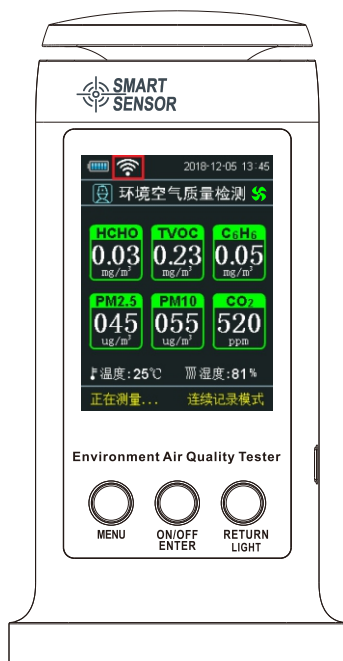 SMART
SENSOR
2018-12-05 13:45
环境空气质量检测
HCHO TVOC C₆H₆
0.03 0.23 0.05
mg/m³ mg/m³ mg/m³
PM2.5 PM10 CO₂
045 055 520
ug/m³ ug/m³ ppm
温度:25℃ 湿度:81%
正在测量... 连续记录模式
Environment Air Quality Tester
MENU ON/OFF ENTER RETURN LIGHT